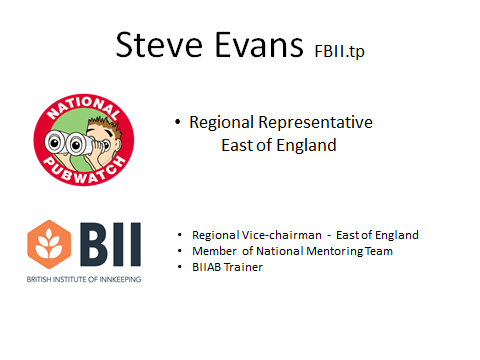 Steve Evans FBII.tp
NATIONAL
PUBWATCH
• Regional Representative
East of England
BII
BRITISH INSTITUTE OF INNKEEPING
• Regional Vice-chairman - East of England
• Member of National Mentoring Team
• BIIAB Trainer